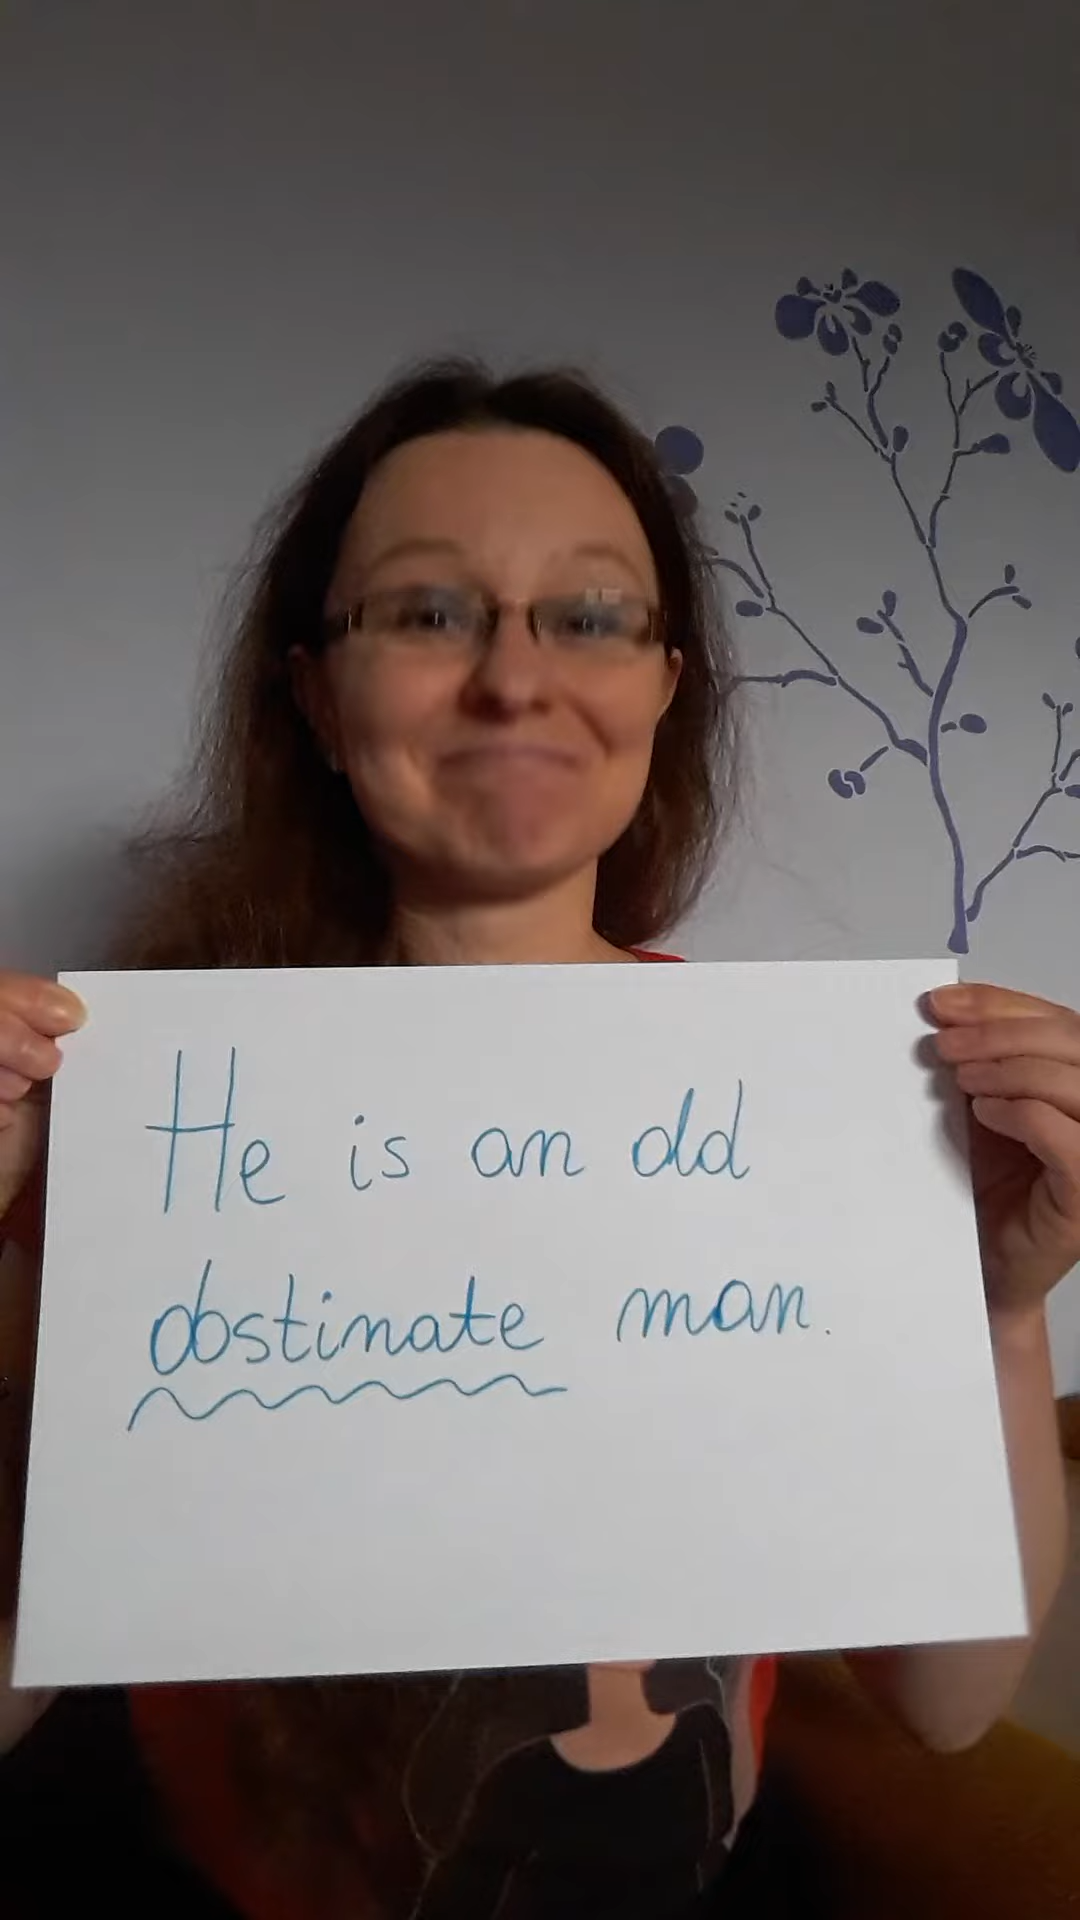 He is an old
obstinate man.